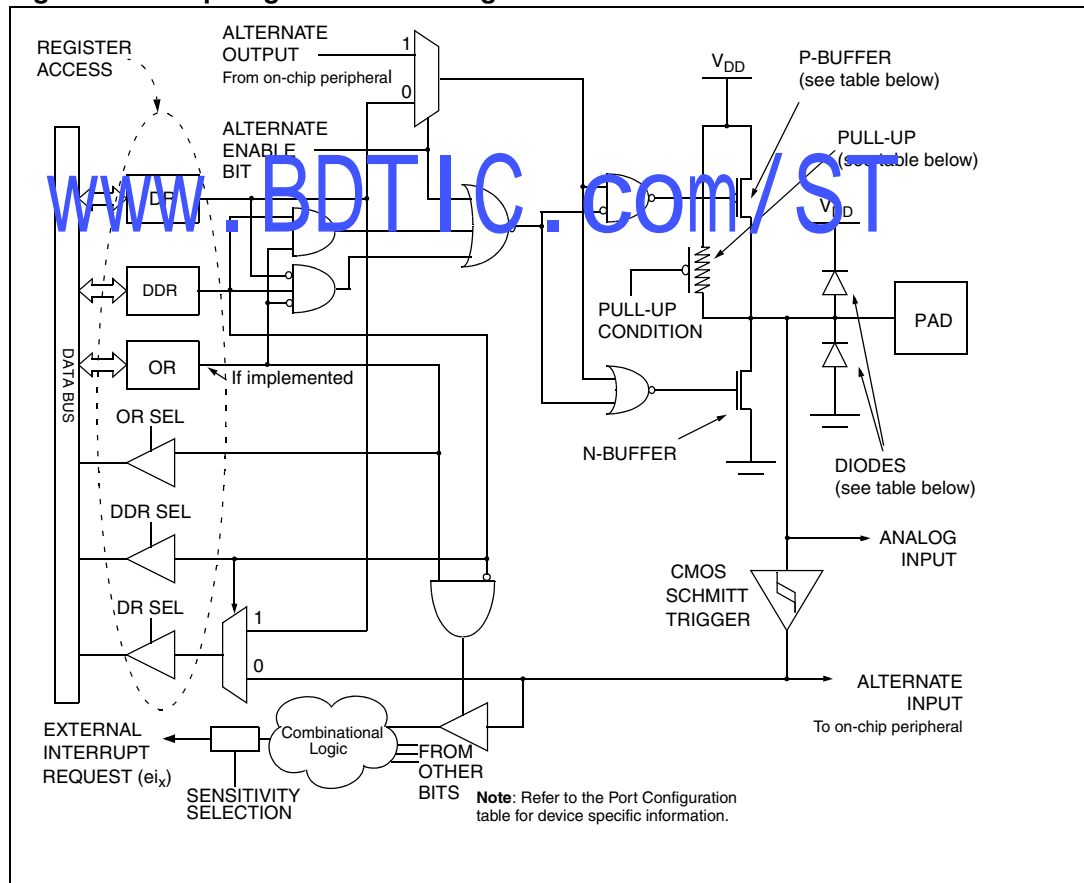 REGISTER
ACCESS
ALTERNATE
OUTPUT
From on-chip peripheral
1
0
VDD
P-BUFFER
(see table below)
ALTERNATE
ENABLE
BIT
PULL-UP
(see table below)
www.BDTIC.com/ST
DR
VDD
DDR
PULL-UP
CONDITION
PAD
OR
If implemented
DATA BUS
OR SEL
N-BUFFER
DIODES
(see table below)
DDR SEL
ANALOG
INPUT
CMOS
SCHMITT
TRIGGER
DR SEL
1
0
ALTERNATE
INPUT
To on-chip peripheral
EXTERNAL
INTERRUPT
REQUEST (eix)
Combinational
Logic
FROM
OTHER
BITS
SENSITIVITY
SELECTION
Note: Refer to the Port Configuration
table for device specific information.